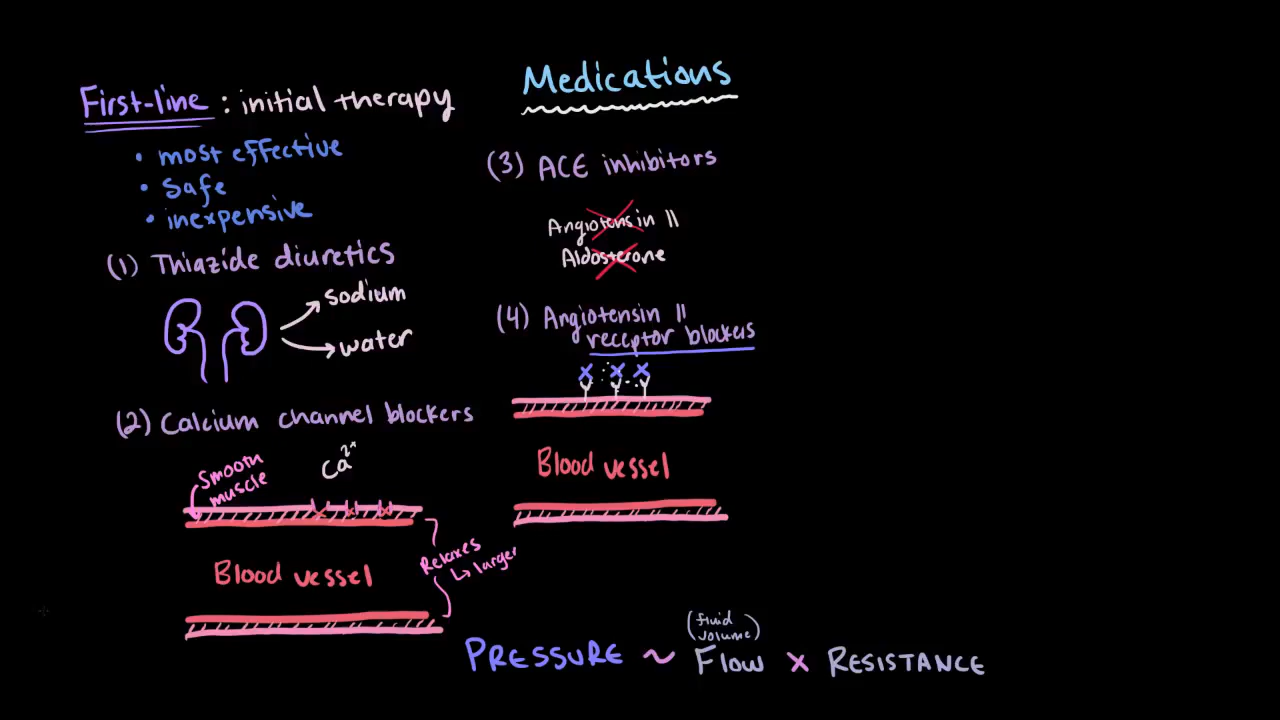 Medications
First-line : initial therapy
• most effective
• safe
• inexpensive
(1) Thiazide diuretics
sodium
water
(2) Calcium channel blockers
Ca²⁺
Smooth
muscle
Blood vessel
Relaxes
↳ larger
(3) ACE inhibitors
Angiotensin II
Aldosterone
(4) Angiotensin II
receptor blockers
Blood vessel
(fluid
volume)
PRESSURE ~ FLOW x RESISTANCE